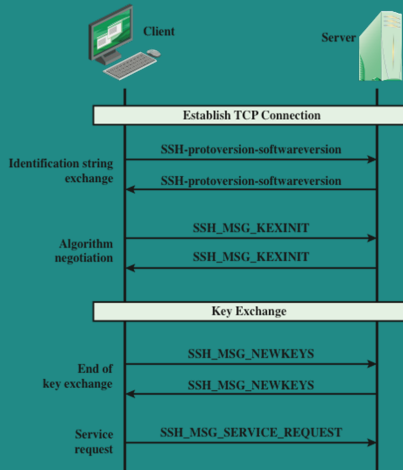 Client
Server
Establish TCP Connection
SSH-protoversion-softwareversion
Identification string
exchange
SSH-protoversion-softwareversion
SSH_MSG_KEXINIT
Algorithm
negotiation
SSH_MSG_KEXINIT
Key Exchange
SSH_MSG_NEWKEYS
End of
key exchange
SSH_MSG_NEWKEYS
Service
request
SSH_MSG_SERVICE_REQUEST